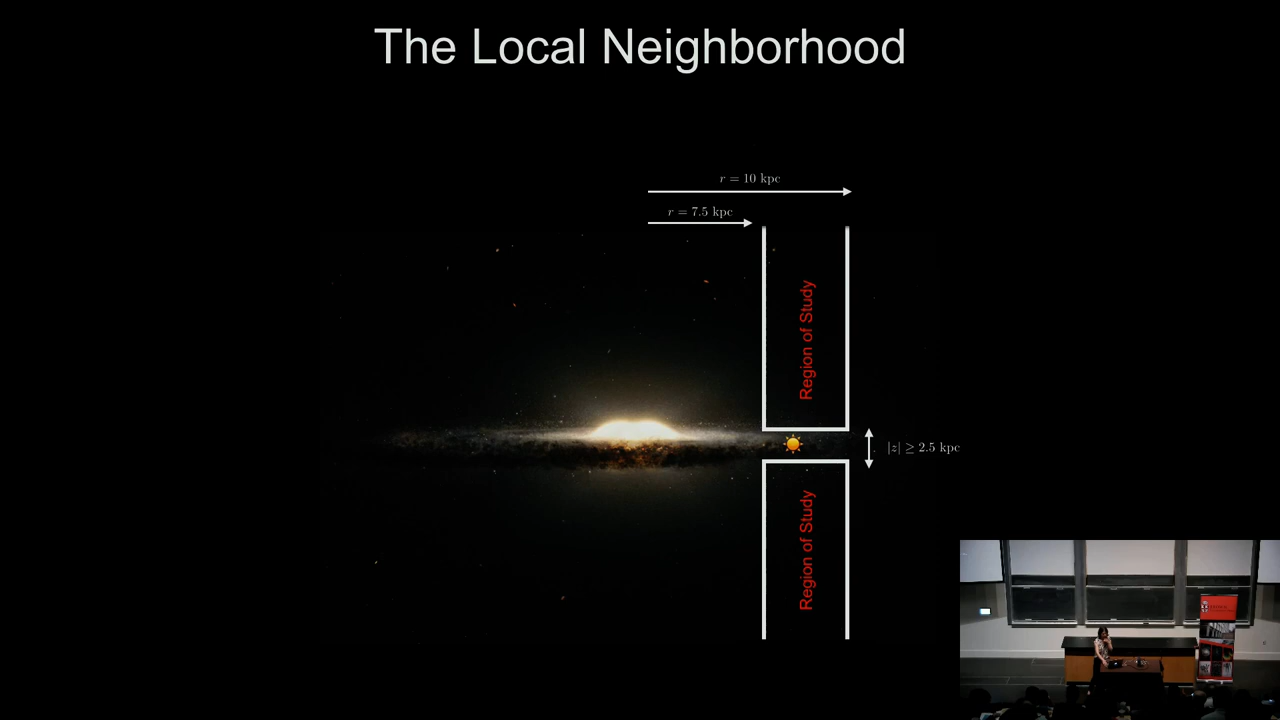 The Local Neighborhood
r = 10 kpc
r = 7.5 kpc
Region of Study
|z| ≥ 2.5 kpc
Region of Study